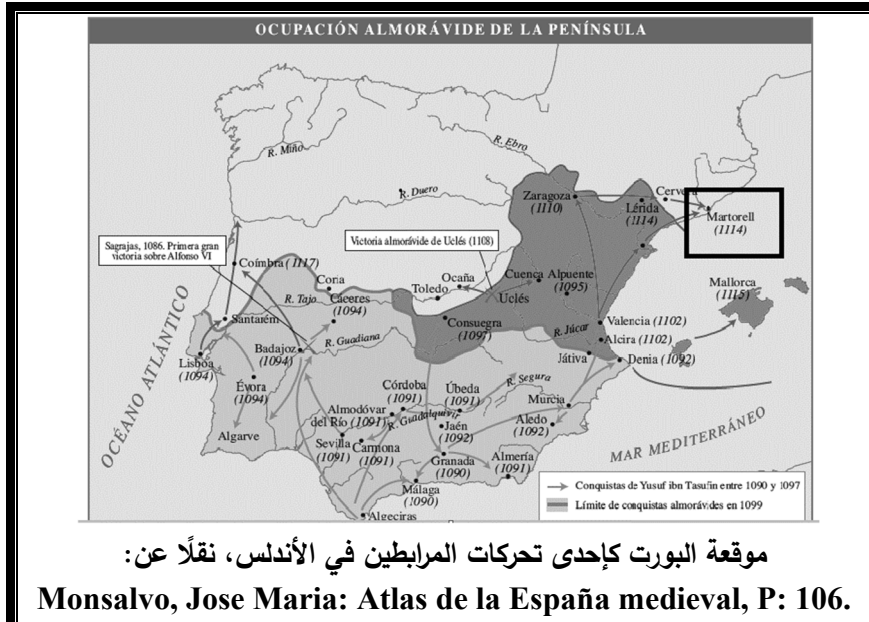 OCUPACIÓN ALMORÁVIDE DE LA PENÍNSULA
R. Miño
R. Ebro
R. Duero
Zaragoza
(1110)
Lérida
(1114)
Cervera
Martorell
(1114)
Sagrajas, 1086. Primera gran
victoria sobre Alfonso VI
Victoria almorávide de Uclés (1108)
Coímbra (1117)
Coria
R. Tajo
Cáceres
(1094)
Toledo
Ocaña
Uclés
Cuenca
Alpuente
(1095)
Mallorca
(1115)
Santarém
Consuegra
(1097)
R. Júcar
Valencia (1102)
Alcira (1102)
Lisboa
(1094)
Badajoz
(1094)
R. Guadiana
Játiva
Denia (1092)
OCÉANO ATLÁNTICO
Évora
(1094)
Córdoba
(1091)
Úbeda
(1091)
R. Segura
Murcia
Almodóvar
del Río (1091)
R. Guadalquivir
Aledo
(1092)
Jaén
(1092)
Algarve
Sevilla
(1091)
Carmona
(1091)
Granada
(1090)
Almería
(1091)
MAR MEDITERRÁNEO
Málaga
(1090)
Algeciras
Conquistas de Yusuf ibn Tasufin entre 1090 y 1097
Límite de conquistas almorávides en 1099
موقعة البورت كإحدى تحركات المرابطين في الأندلس، نقلًا عن:
Monsalvo, Jose Maria: Atlas de la España medieval, P: 106.